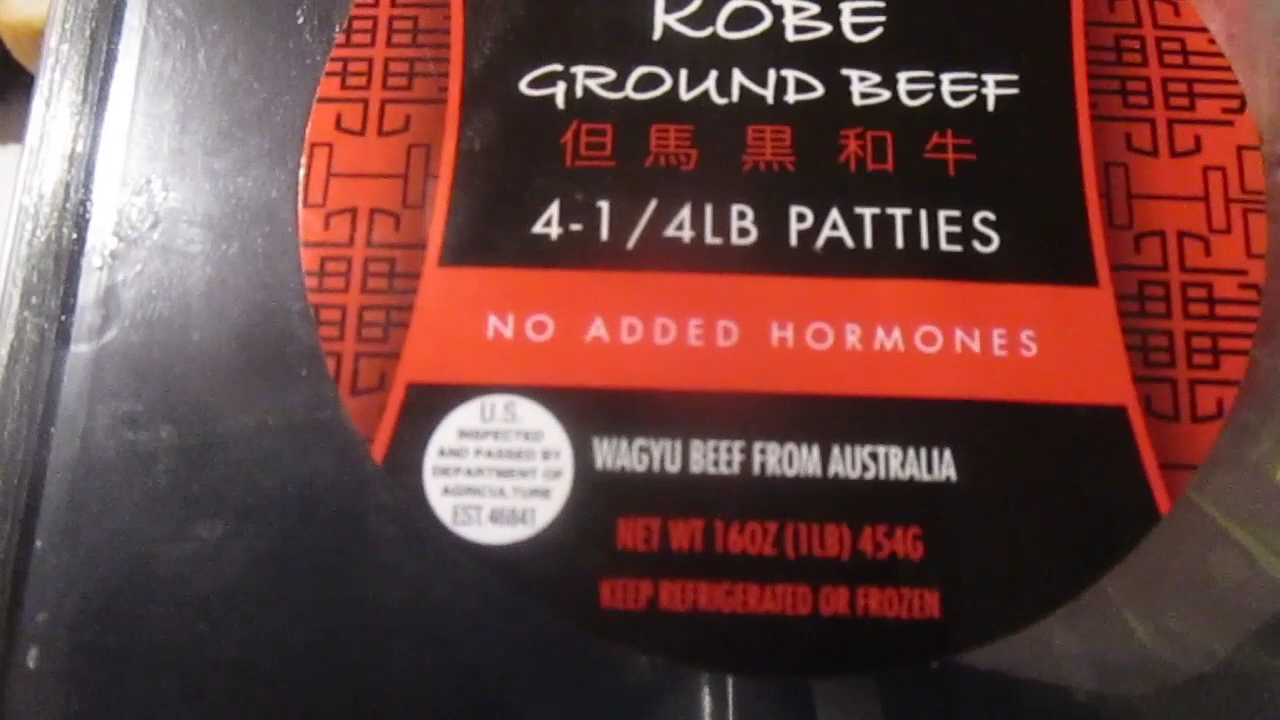 KOBE
GROUND BEEF
但馬黒和牛
4-1/4LB PATTIES
NO ADDED HORMONES
U.S.
INSPECTED
AND PASSED BY
DEPARTMENT OF
AGRICULTURE
EST. 46841
WAGYU BEEF FROM AUSTRALIA
NET WT 16OZ (1LB) 454G
KEEP REFRIGERATED OR FROZEN